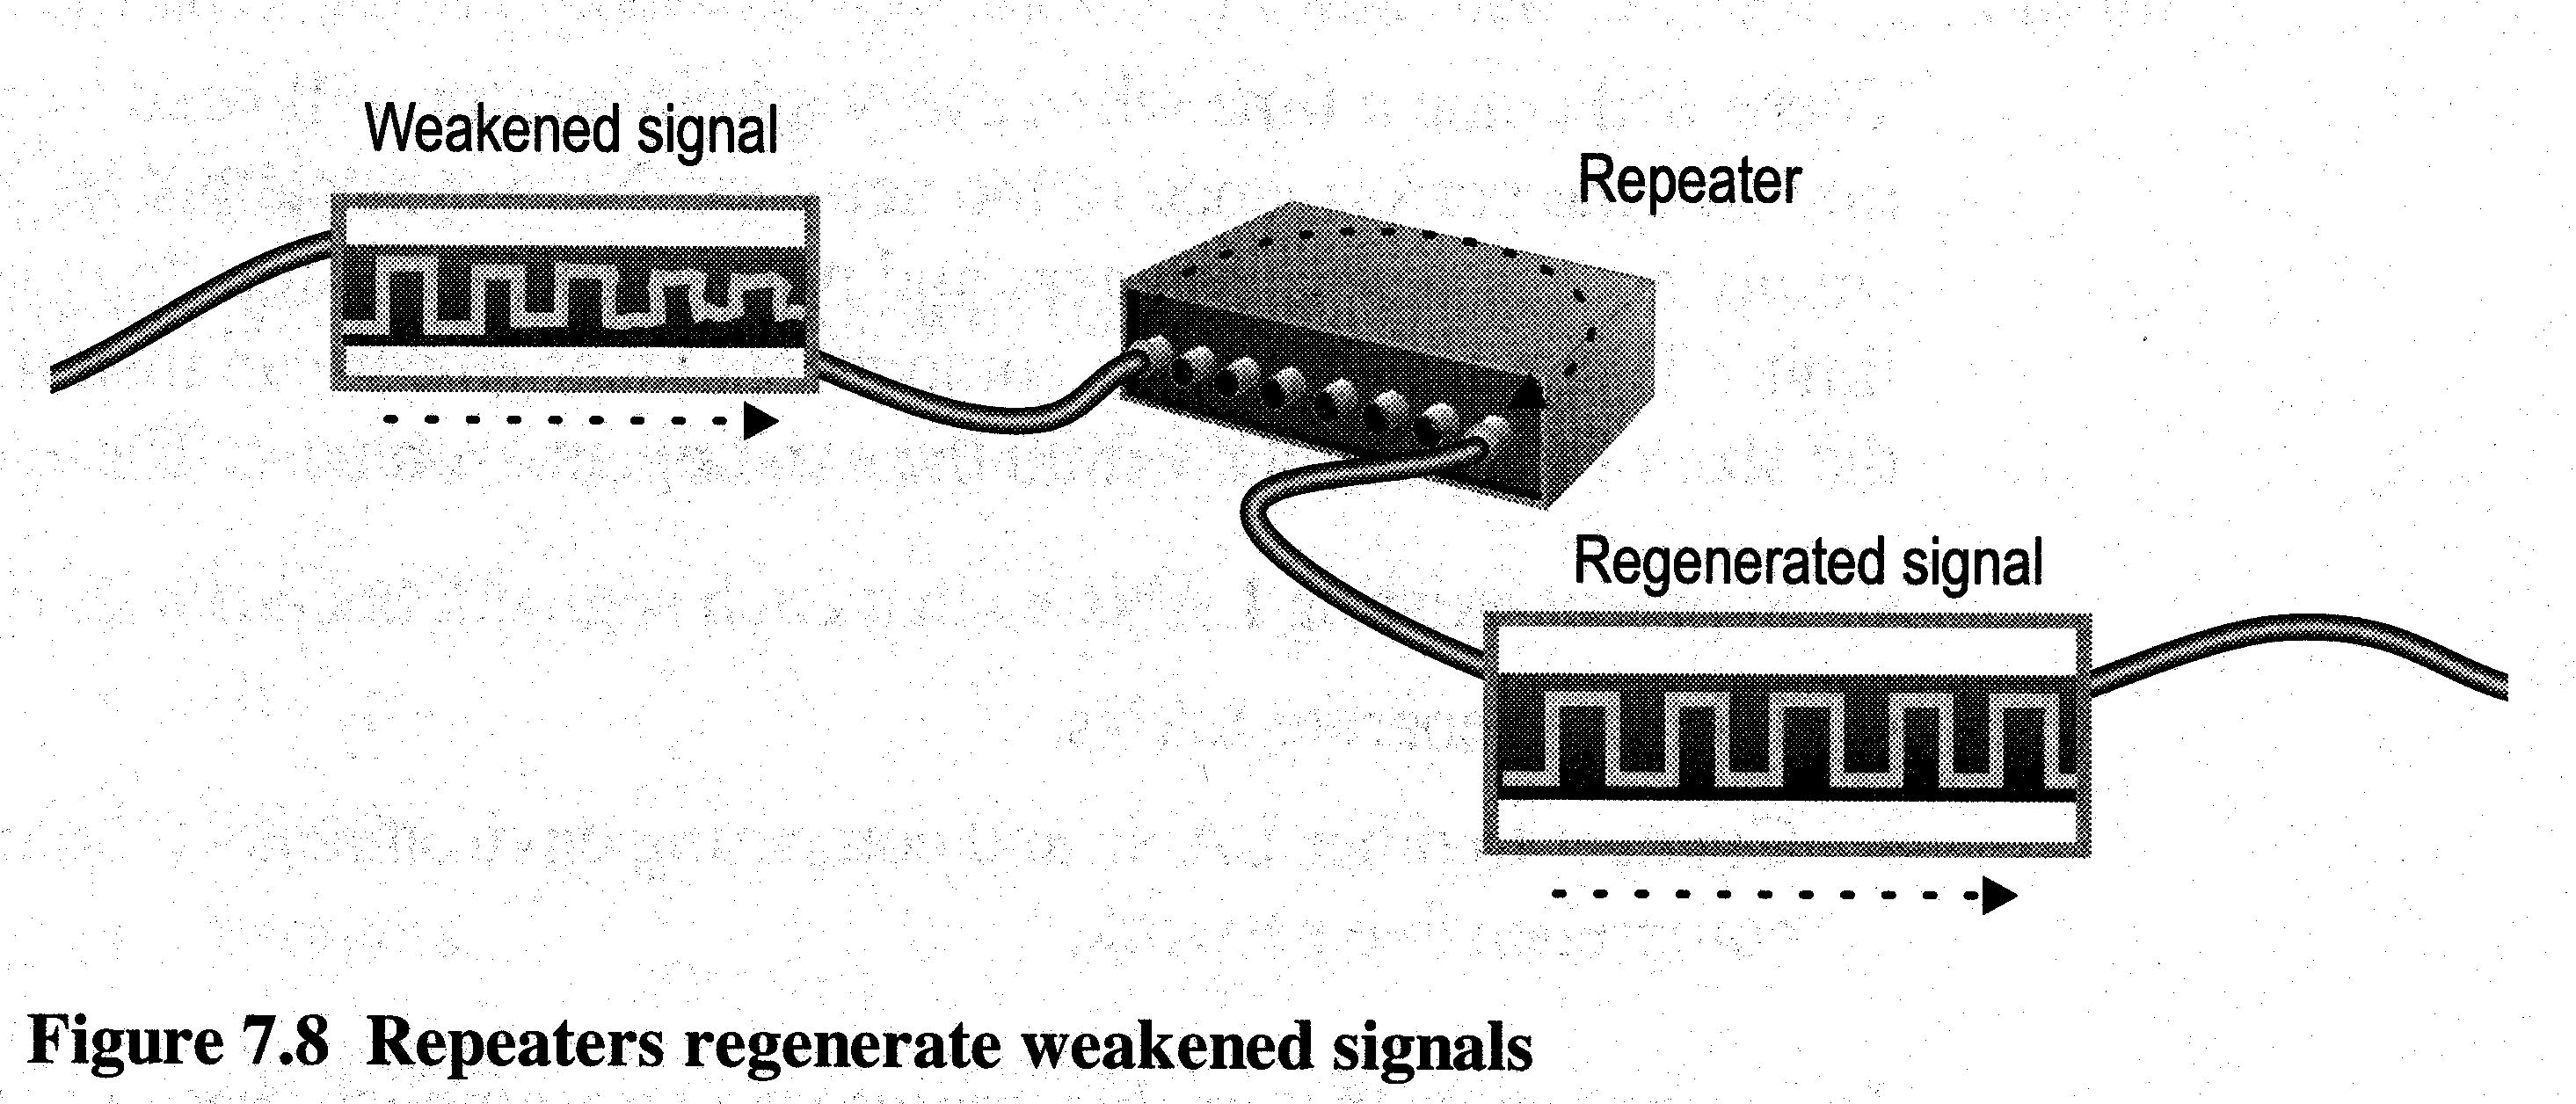 Weakened signal
Repeater
Regenerated signal
Figure 7.8 Repeaters regenerate weakened signals